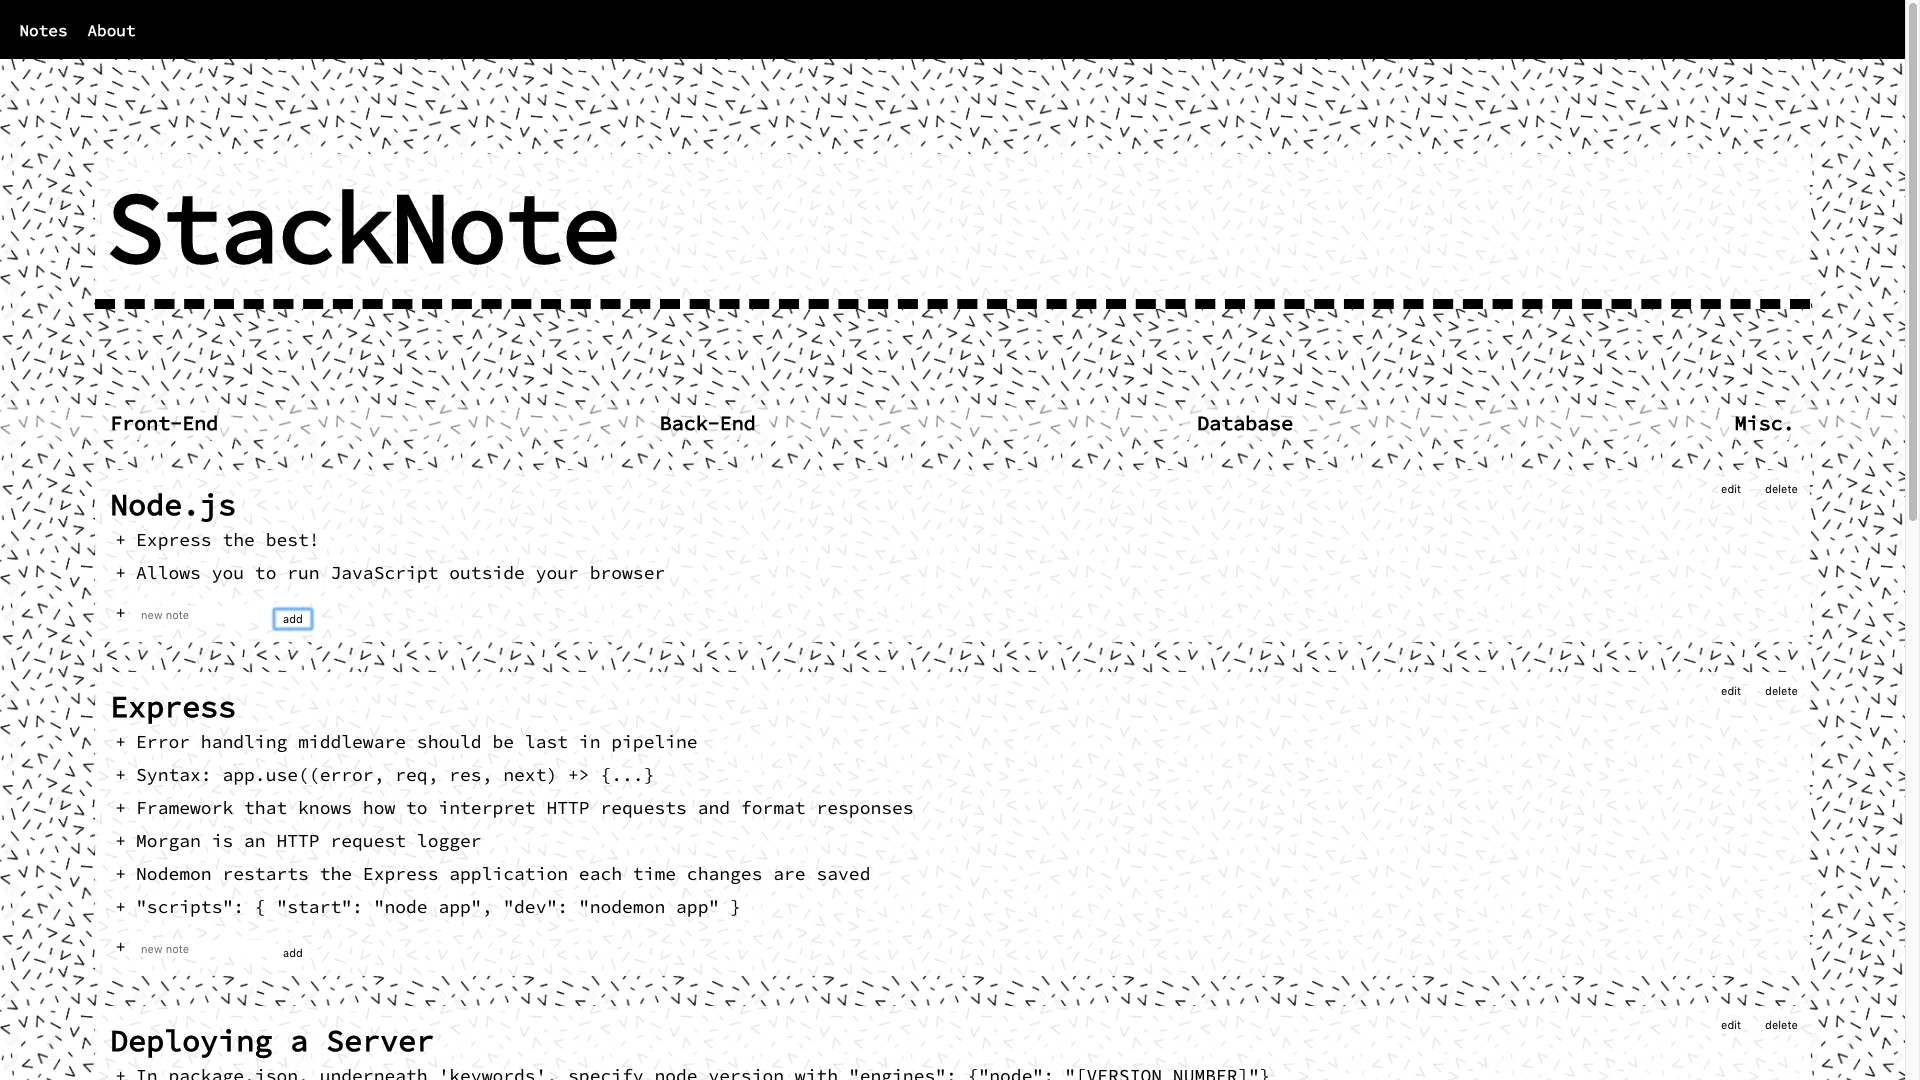 Notes About
StackNote
Front-End Back-End Database Misc.
edit delete
Node.js
+ Express the best!
+ Allows you to run JavaScript outside your browser
+ new note add
edit delete
Express
+ Error handling middleware should be last in pipeline
+ Syntax: app.use((error, req, res, next) +> {...}
+ Framework that knows how to interpret HTTP requests and format responses
+ Morgan is an HTTP request logger
+ Nodemon restarts the Express application each time changes are saved
+ "scripts": { "start": "node app", "dev": "nodemon app" }
+ new note add
edit delete
Deploying a Server
+ In package.json, underneath 'keywords', specify node version with "engines": {"node": "[VERSION NUMBER]"}